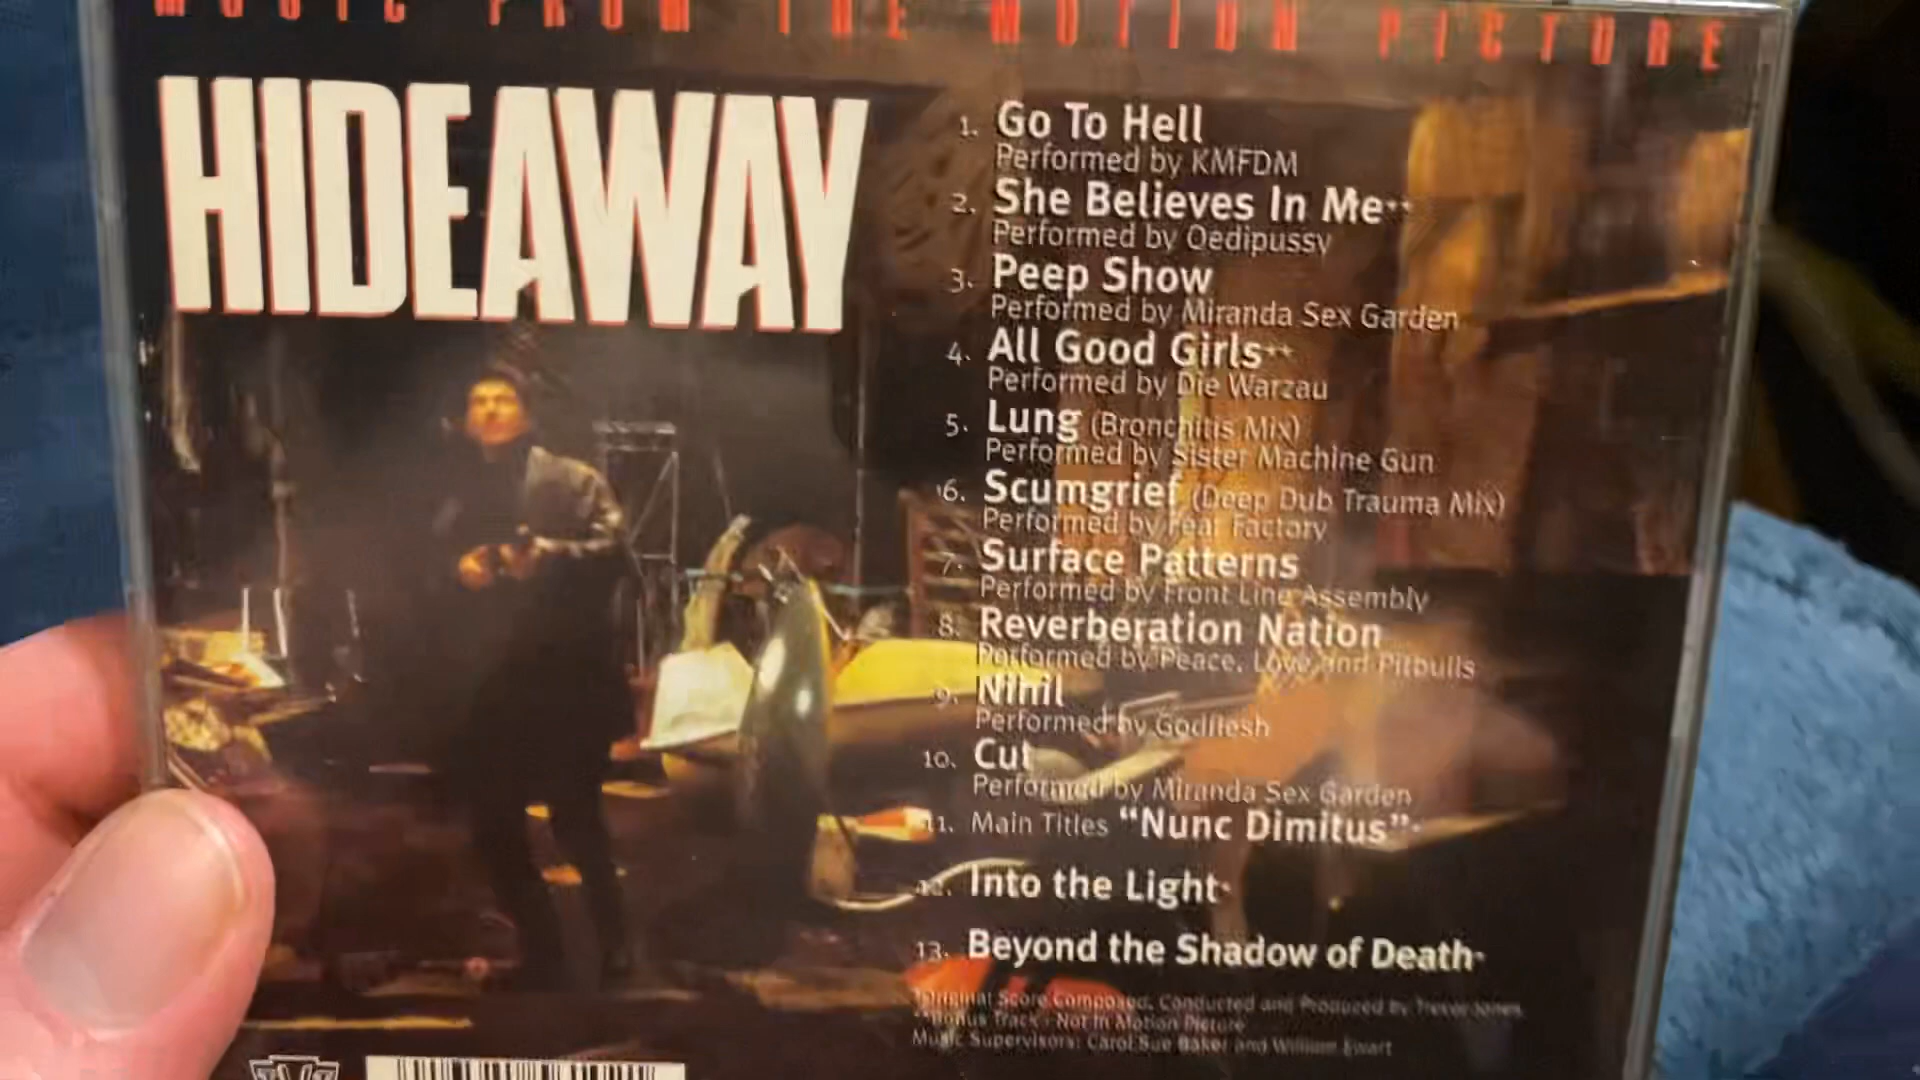 MUSIC FROM THE MOTION PICTURE
HIDEAWAY
1. Go To Hell
Performed by KMFDM
2. She Believes In Me**
Performed by Oedipussy
3. Peep Show
Performed by Miranda Sex Garden
4. All Good Girls**
Performed by Die Warzau
5. Lung (Bronchitis Mix)
Performed by Sister Machine Gun
6. Scumgrief (Deep Dub Trauma Mix)
Performed by Fear Factory
7. Surface Patterns
Performed by Front Line Assembly
8. Reverberation Nation
Performed by Peace, Love and Pitbulls
9. Nihil
Performed by Godflesh
10. Cut
Performed by Miranda Sex Garden
11. Main Titles “Nunc Dimitus”*
12. Into the Light*
13. Beyond the Shadow of Death*
*Original Score Composed, Conducted and Produced by Trevor Jones.
**Bonus Track - Not In Motion Picture
Music Supervisors: Carol Sue Baker and William Ewart